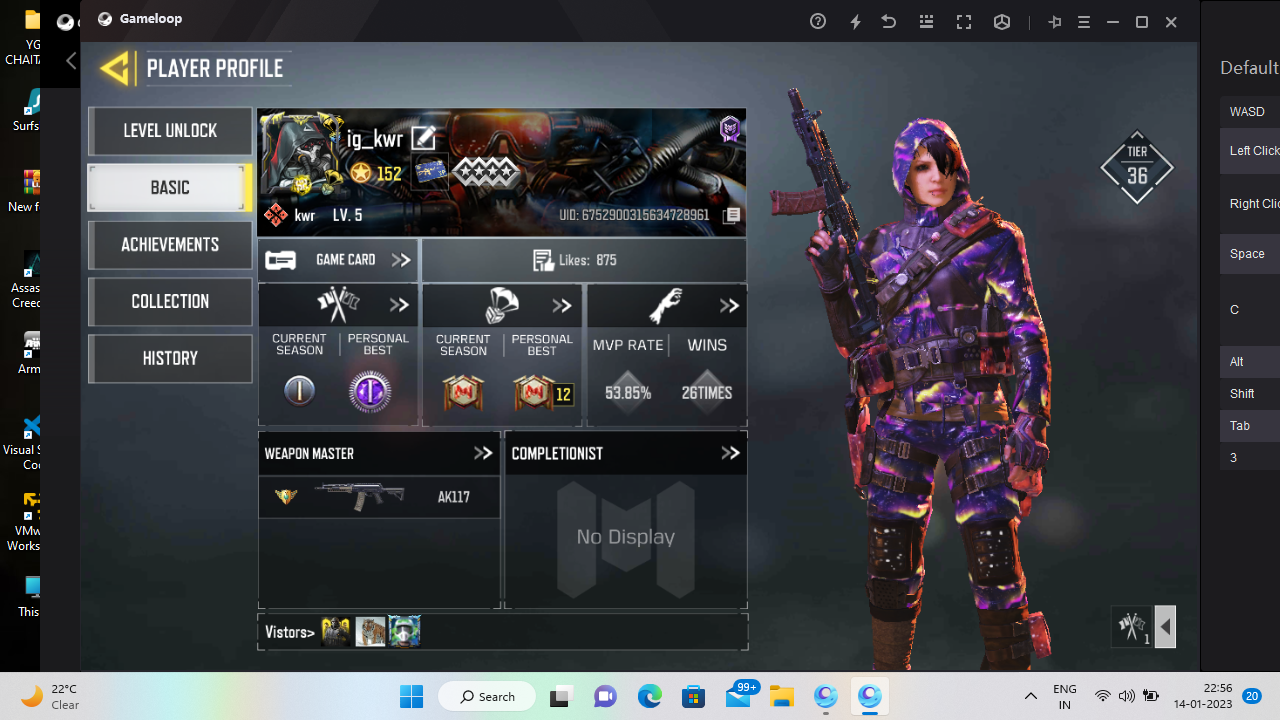 Gameloop
YG
CHAITA
Surfs
New f
Assas
Creed
Arm
Visual S
Co
VMw
Works
This
PLAYER PROFILE
LEVEL UNLOCK
BASIC
ACHIEVEMENTS
COLLECTION
HISTORY
ig_kwr
152
kwr LV. 5
UID: 6752900315634728961
GAME CARD
Likes: 875
CURRENT SEASON
PERSONAL BEST
CURRENT SEASON
PERSONAL BEST
12
MVP RATE
WINS
53.85%
26TIMES
WEAPON MASTER
AK117
COMPLETIONIST
No Display
Vistors>
TIER
36
1
Default
WASD
Left Click
Right Clic
Space
C
Alt
Shift
Tab
3
22°C
Clear
Search
99+
ENG
IN
22:56
14-01-2023
20